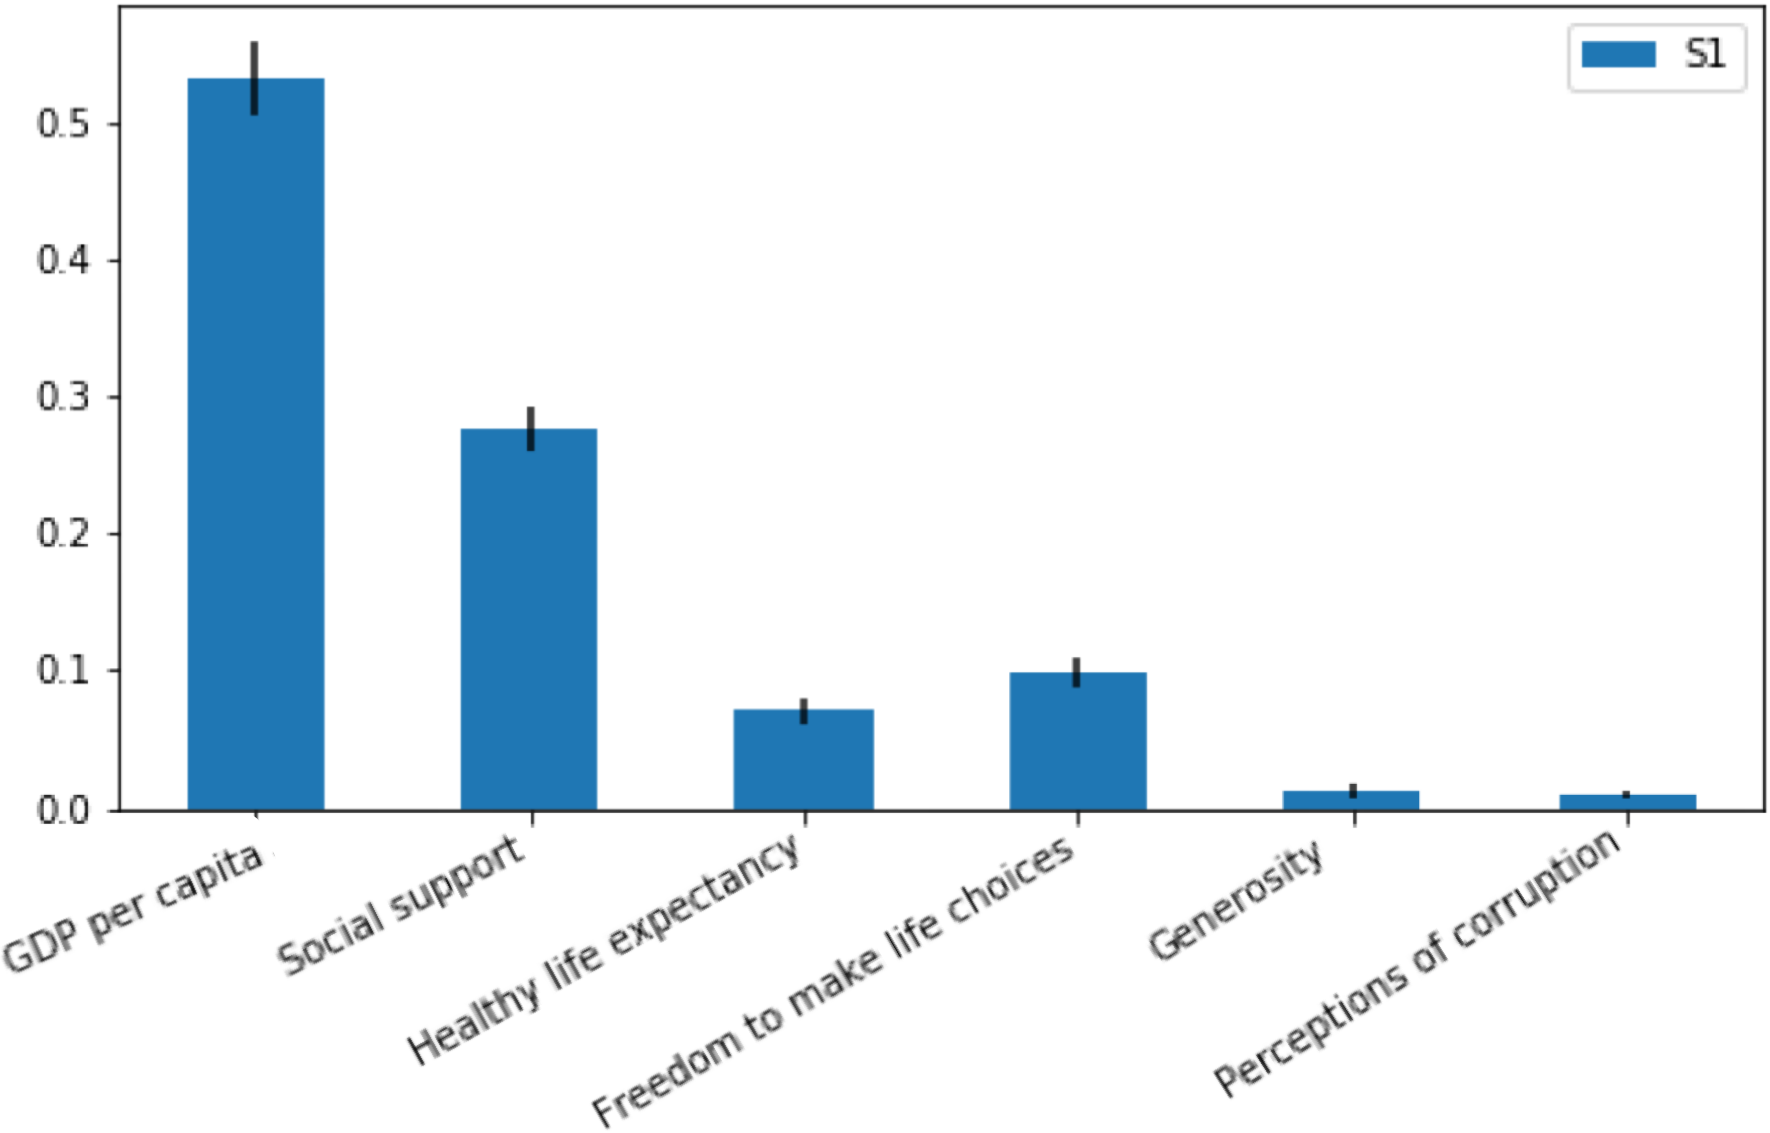 S1
0.5
0.4
0.3
0.2
0.1
0.0
GDP per capita
Social support
Healthy life expectancy
Freedom to make life choices
Generosity
Perceptions of corruption